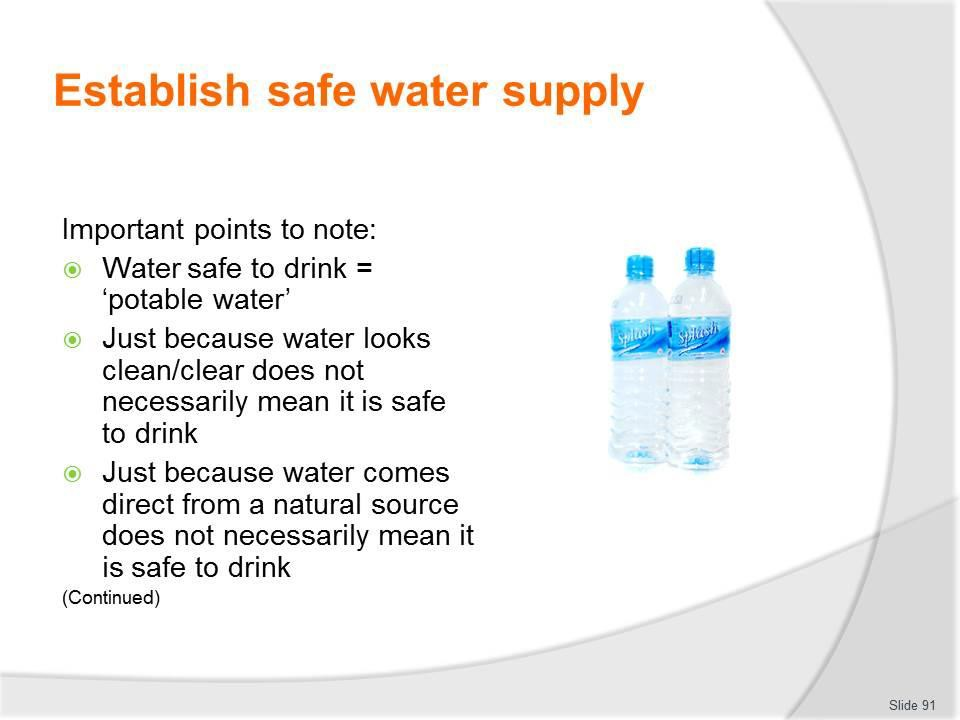 Establish safe water supply
Important points to note:
Water safe to drink =
‘potable water’
Just because water looks
clean/clear does not
necessarily mean it is safe
to drink
Just because water comes
direct from a natural source
does not necessarily mean it
is safe to drink
(Continued)
Splash
Splash
Slide 91